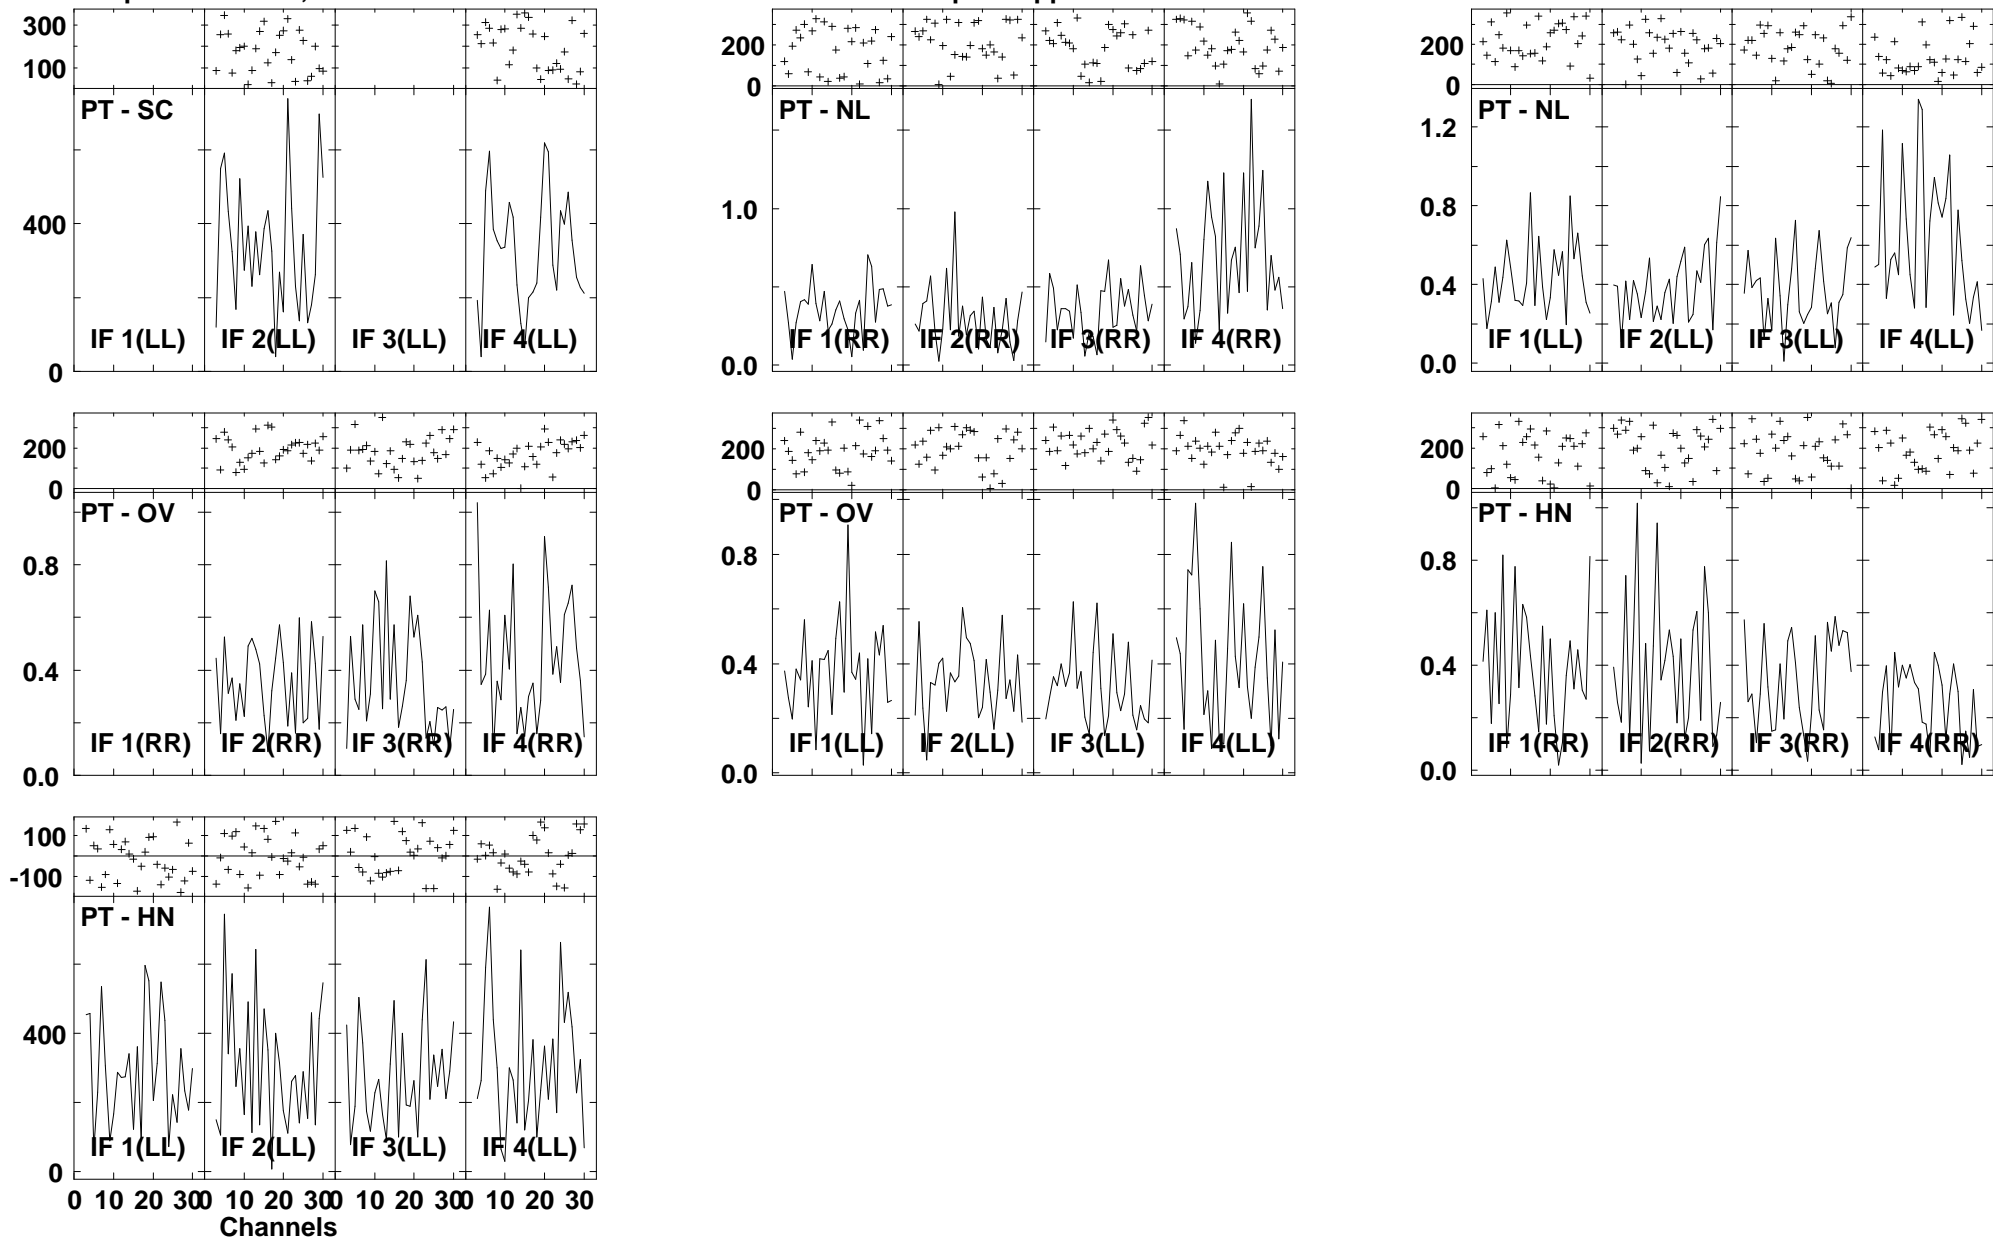 300
100
PT - SC
400
0
IF 1(LL) IF 2(LL) IF 3(LL) IF 4(LL)
200
0
PT - NL
1.0
0.0
IF 1(RR) IF 2(RR) IF 3(RR) IF 4(RR)
200
0
PT - NL
1.2
0.8
0.4
0.0
IF 1(LL) IF 2(LL) IF 3(LL) IF 4(LL)
200
0
PT - OV
0.8
0.4
0.0
IF 1(RR) IF 2(RR) IF 3(RR) IF 4(RR)
200
0
PT - OV
0.8
0.4
0.0
IF 1(LL) IF 2(LL) IF 3(LL) IF 4(LL)
200
0
PT - HN
0.8
0.4
0.0
IF 1(RR) IF 2(RR) IF 3(RR) IF 4(RR)
100
-100
PT - HN
400
0
IF 1(LL) IF 2(LL) IF 3(LL) IF 4(LL)
0 10 20 30 0 10 20 30 0 10 20 30 0 10 20 30
Channels